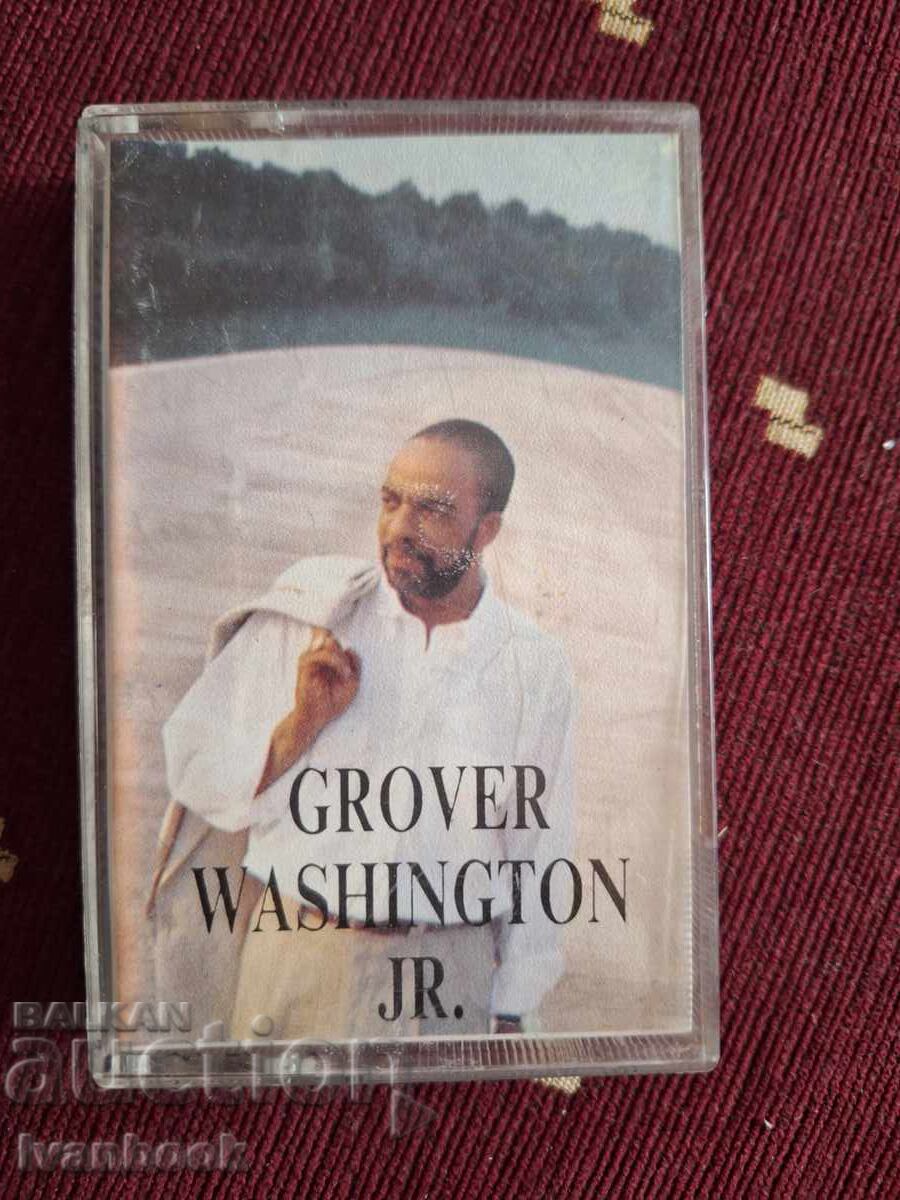 GROVER
WASHINGTON
JR.
BALKAN
auction
Ivanbook